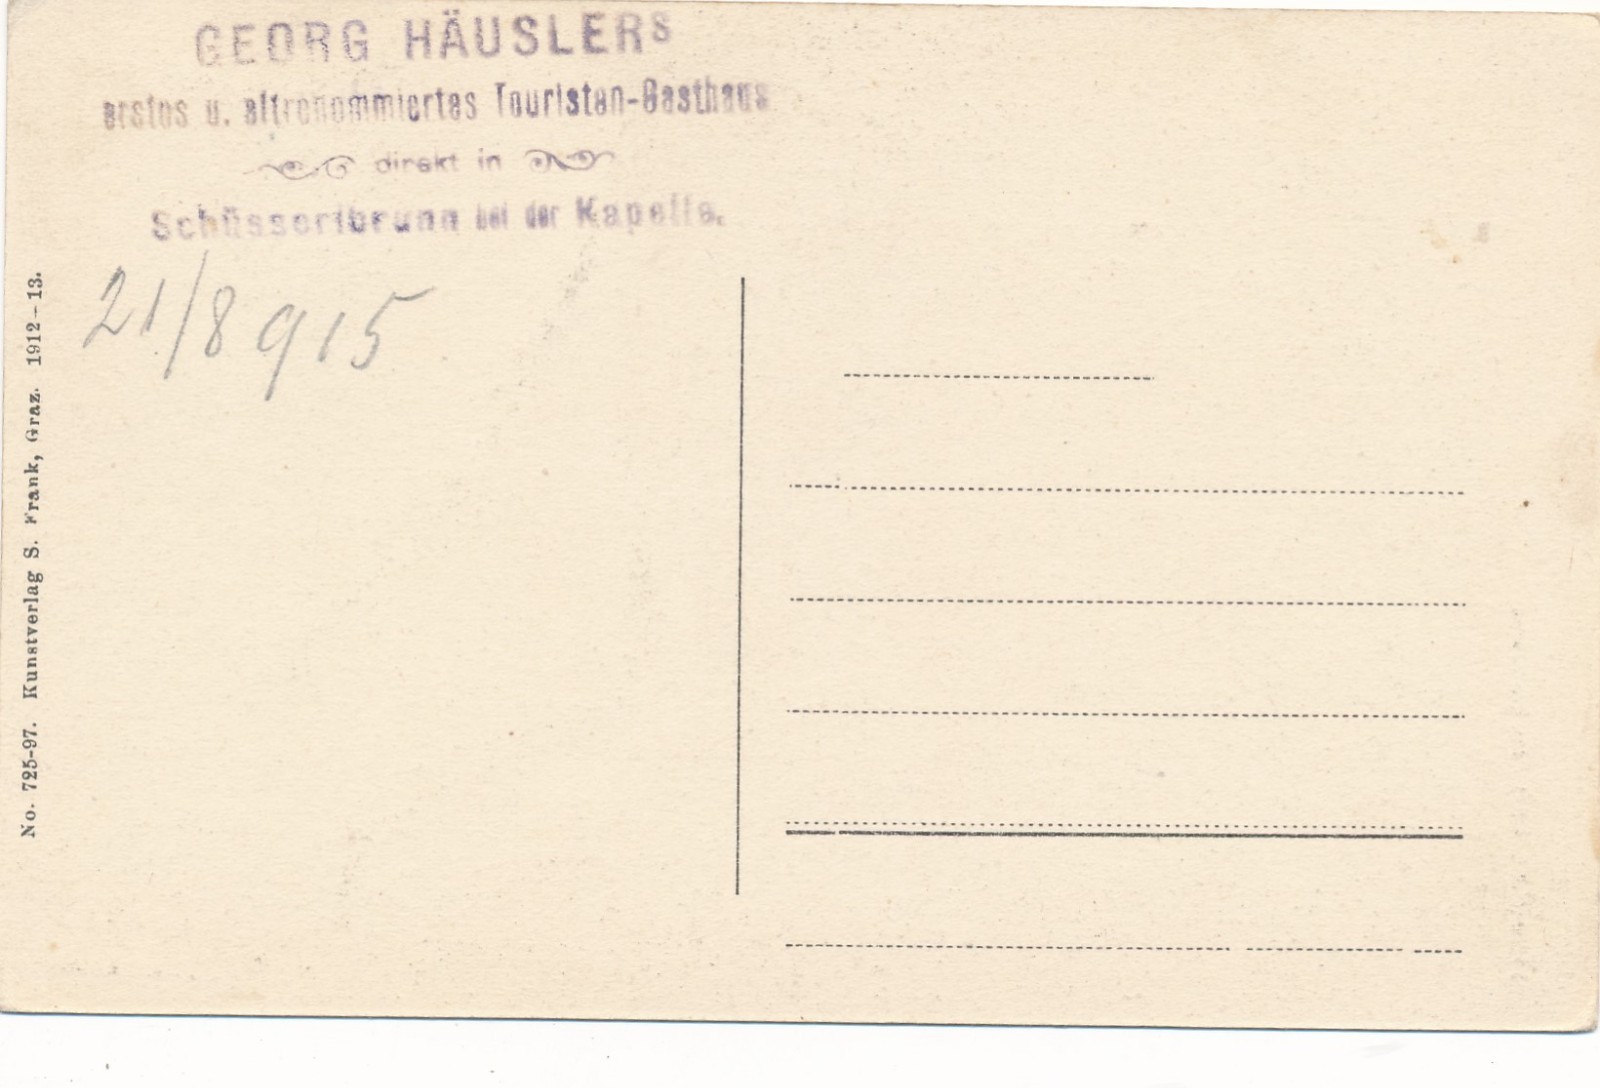 GEORG HÄUSLERS
erstes u. altrenommiertes Touristen-Gasthaus
direkt in
Schüsserlbrunn bei der Kapelle.
21/8 915
No. 725-97. Kunstverlag S. Frank, Graz. 1912-13.